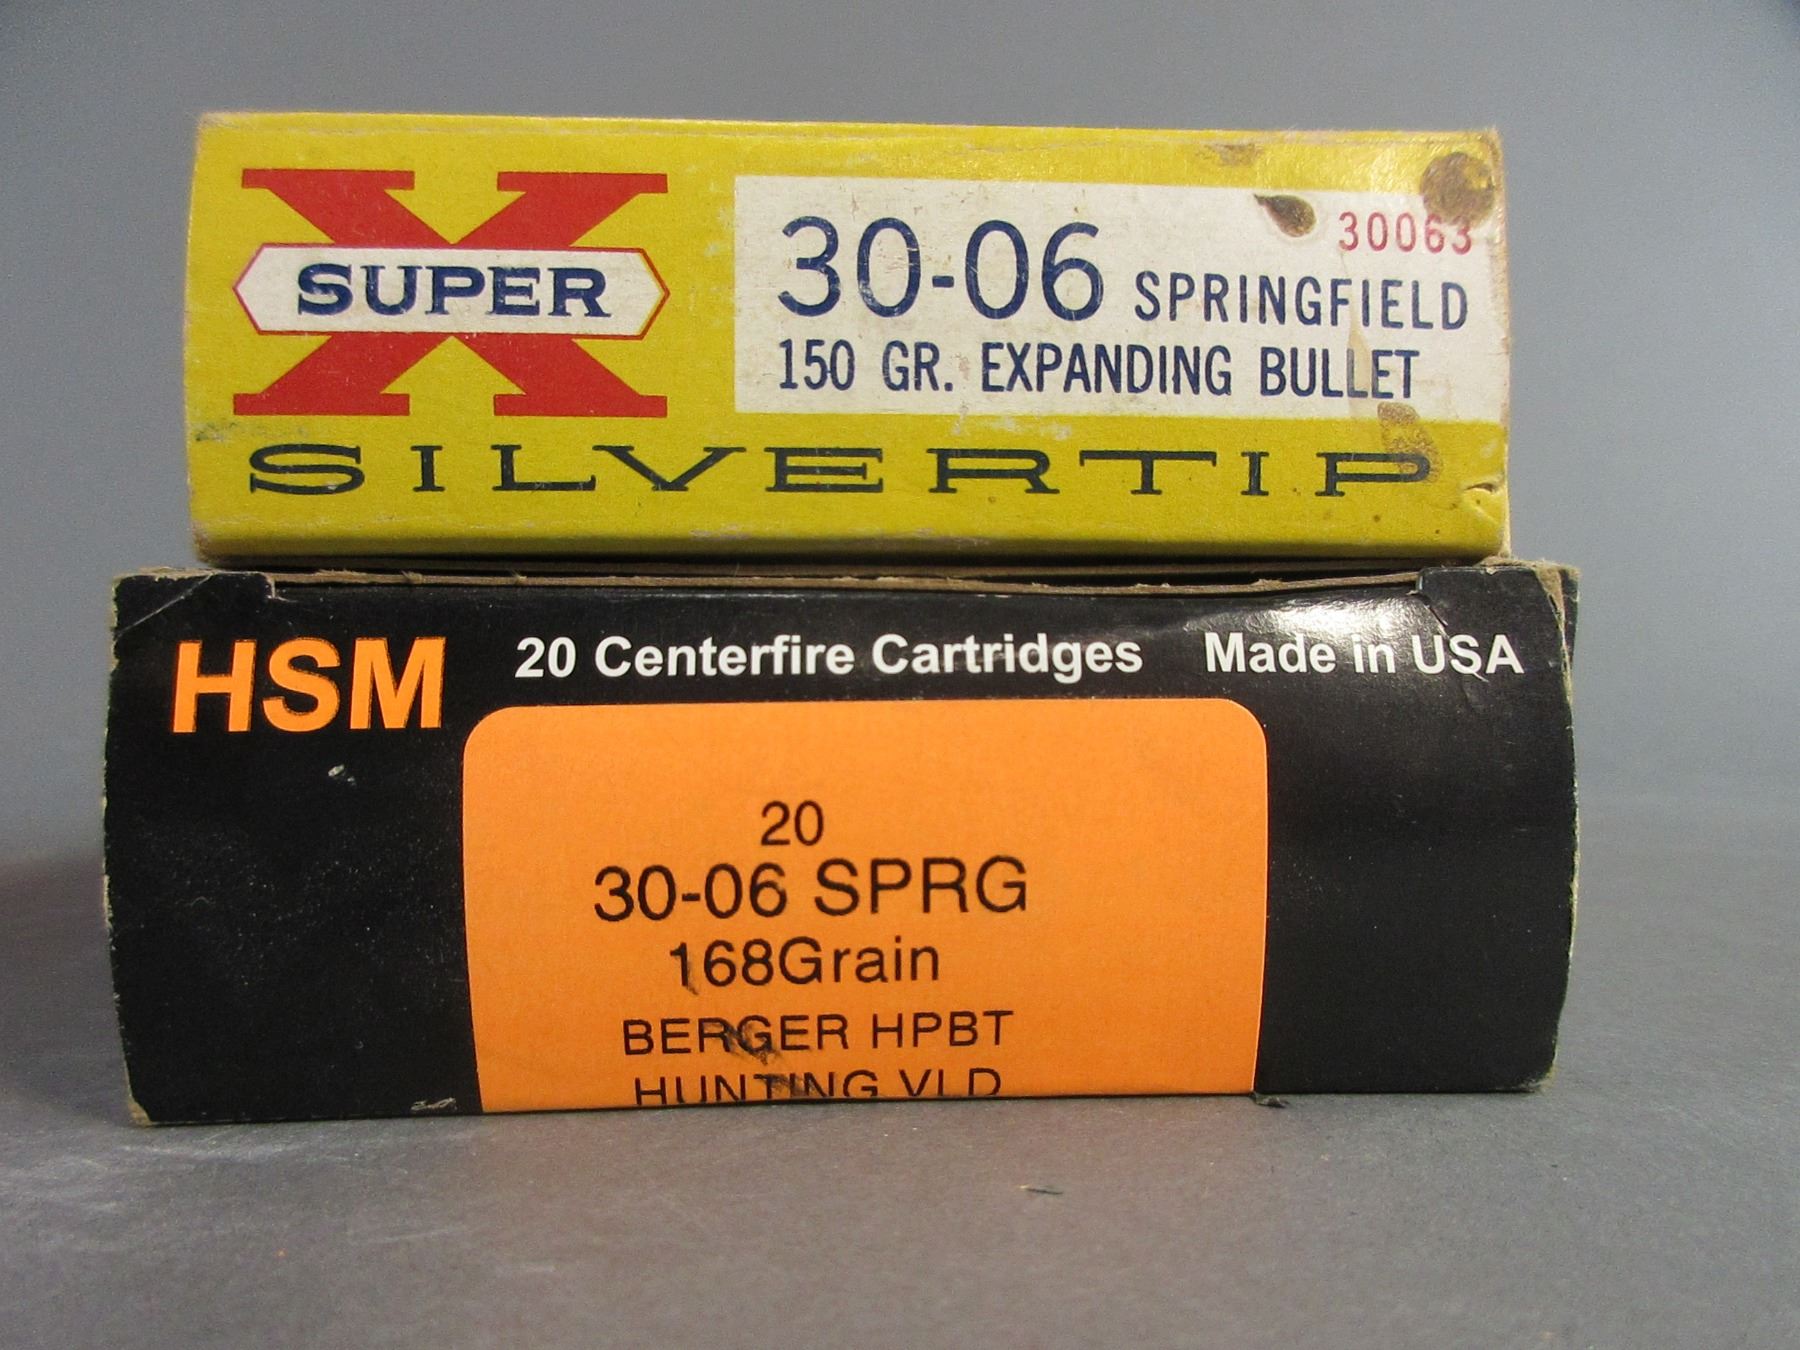 X
SUPER
30063
30-06 SPRINGFIELD
150 GR. EXPANDING BULLET
SILVERTIP
HSM 20 Centerfire Cartridges Made in USA
20
30-06 SPRG
168Grain
BERGER HPBT
HUNTING VLD